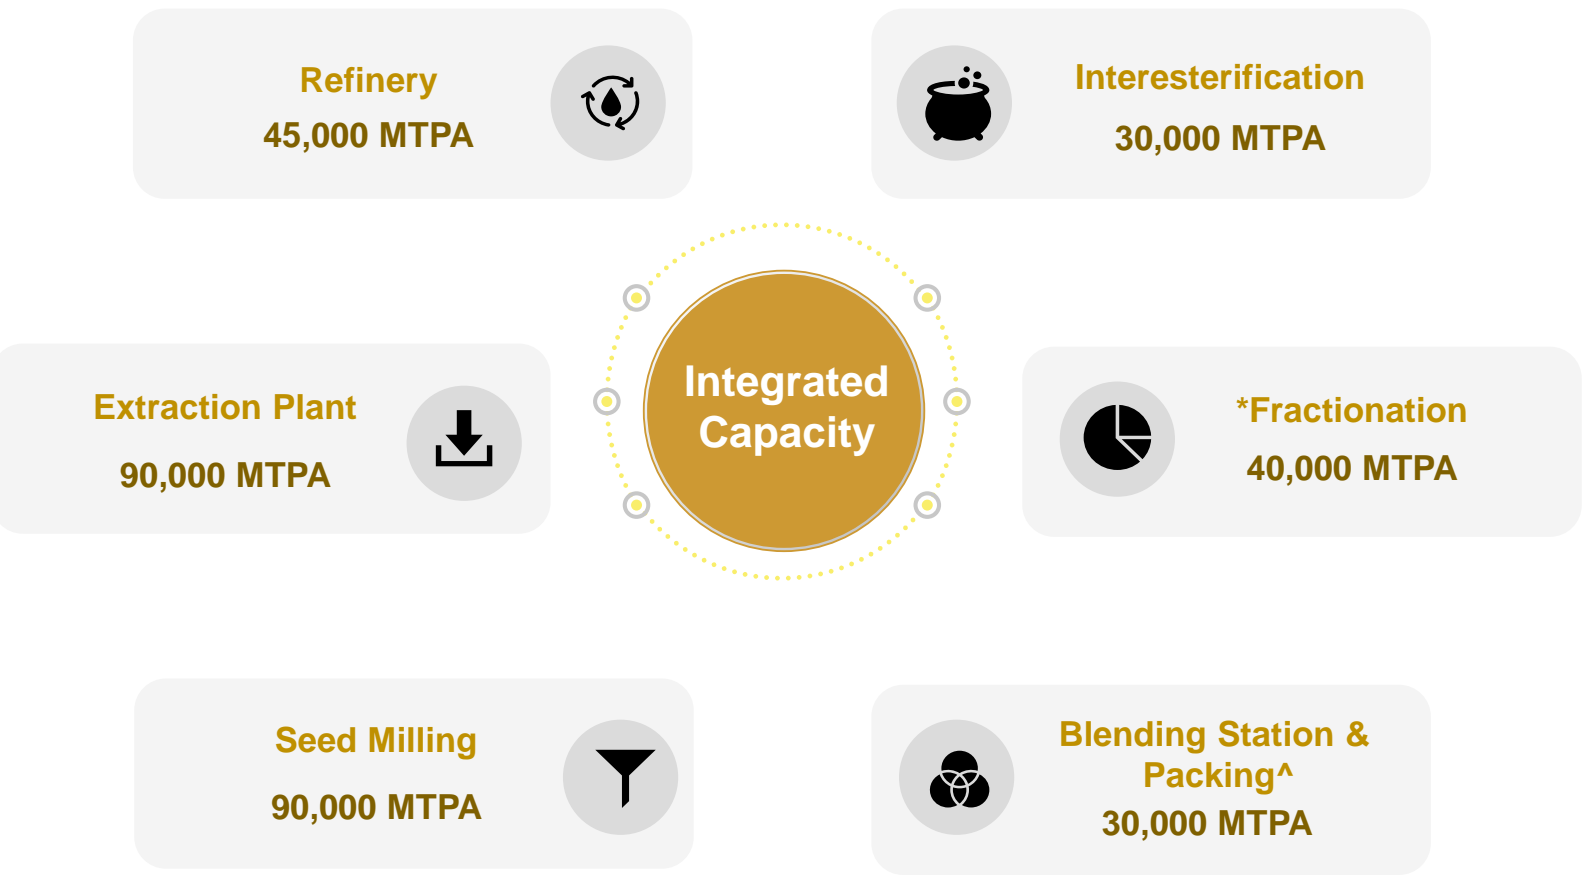 Refinery
45,000 MTPA
Interesterification
30,000 MTPA
Integrated
Capacity
Extraction Plant
90,000 MTPA
*Fractionation
40,000 MTPA
Seed Milling
90,000 MTPA
Blending Station &
Packing^
30,000 MTPA